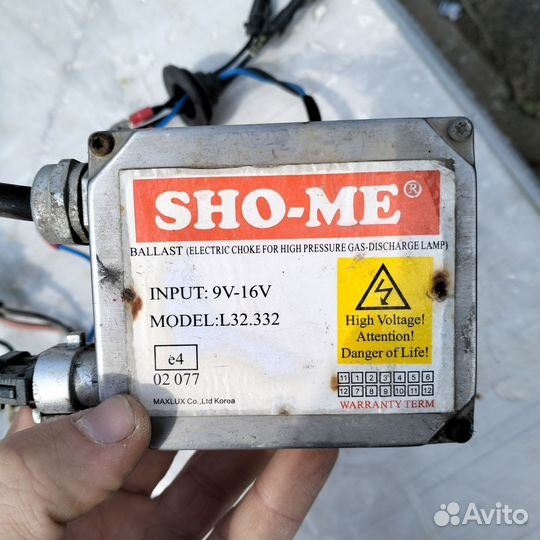 SHO-ME®
BALLAST (ELECTRIC CHOKE FOR HIGH PRESSURE GAS-DISCHARGE LAMP)
INPUT: 9V-16V
MODEL:L32.332
High Voltage!
Attention!
Danger of Life!
e4
02 077
MAXLUX Co.,Ltd Korea
11 1 2 3 4 5 6
12 7 8 9 10 11 12
WARRANTY TERM
Avito